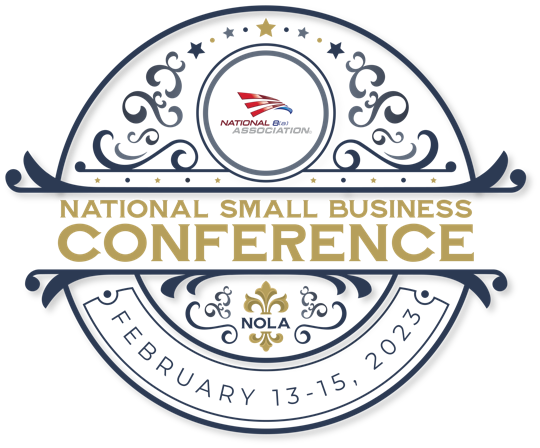 NATIONAL 8(a)
ASSOCIATION
NATIONAL SMALL BUSINESS
CONFERENCE
NOLA
FEBRUARY 13-15, 2023